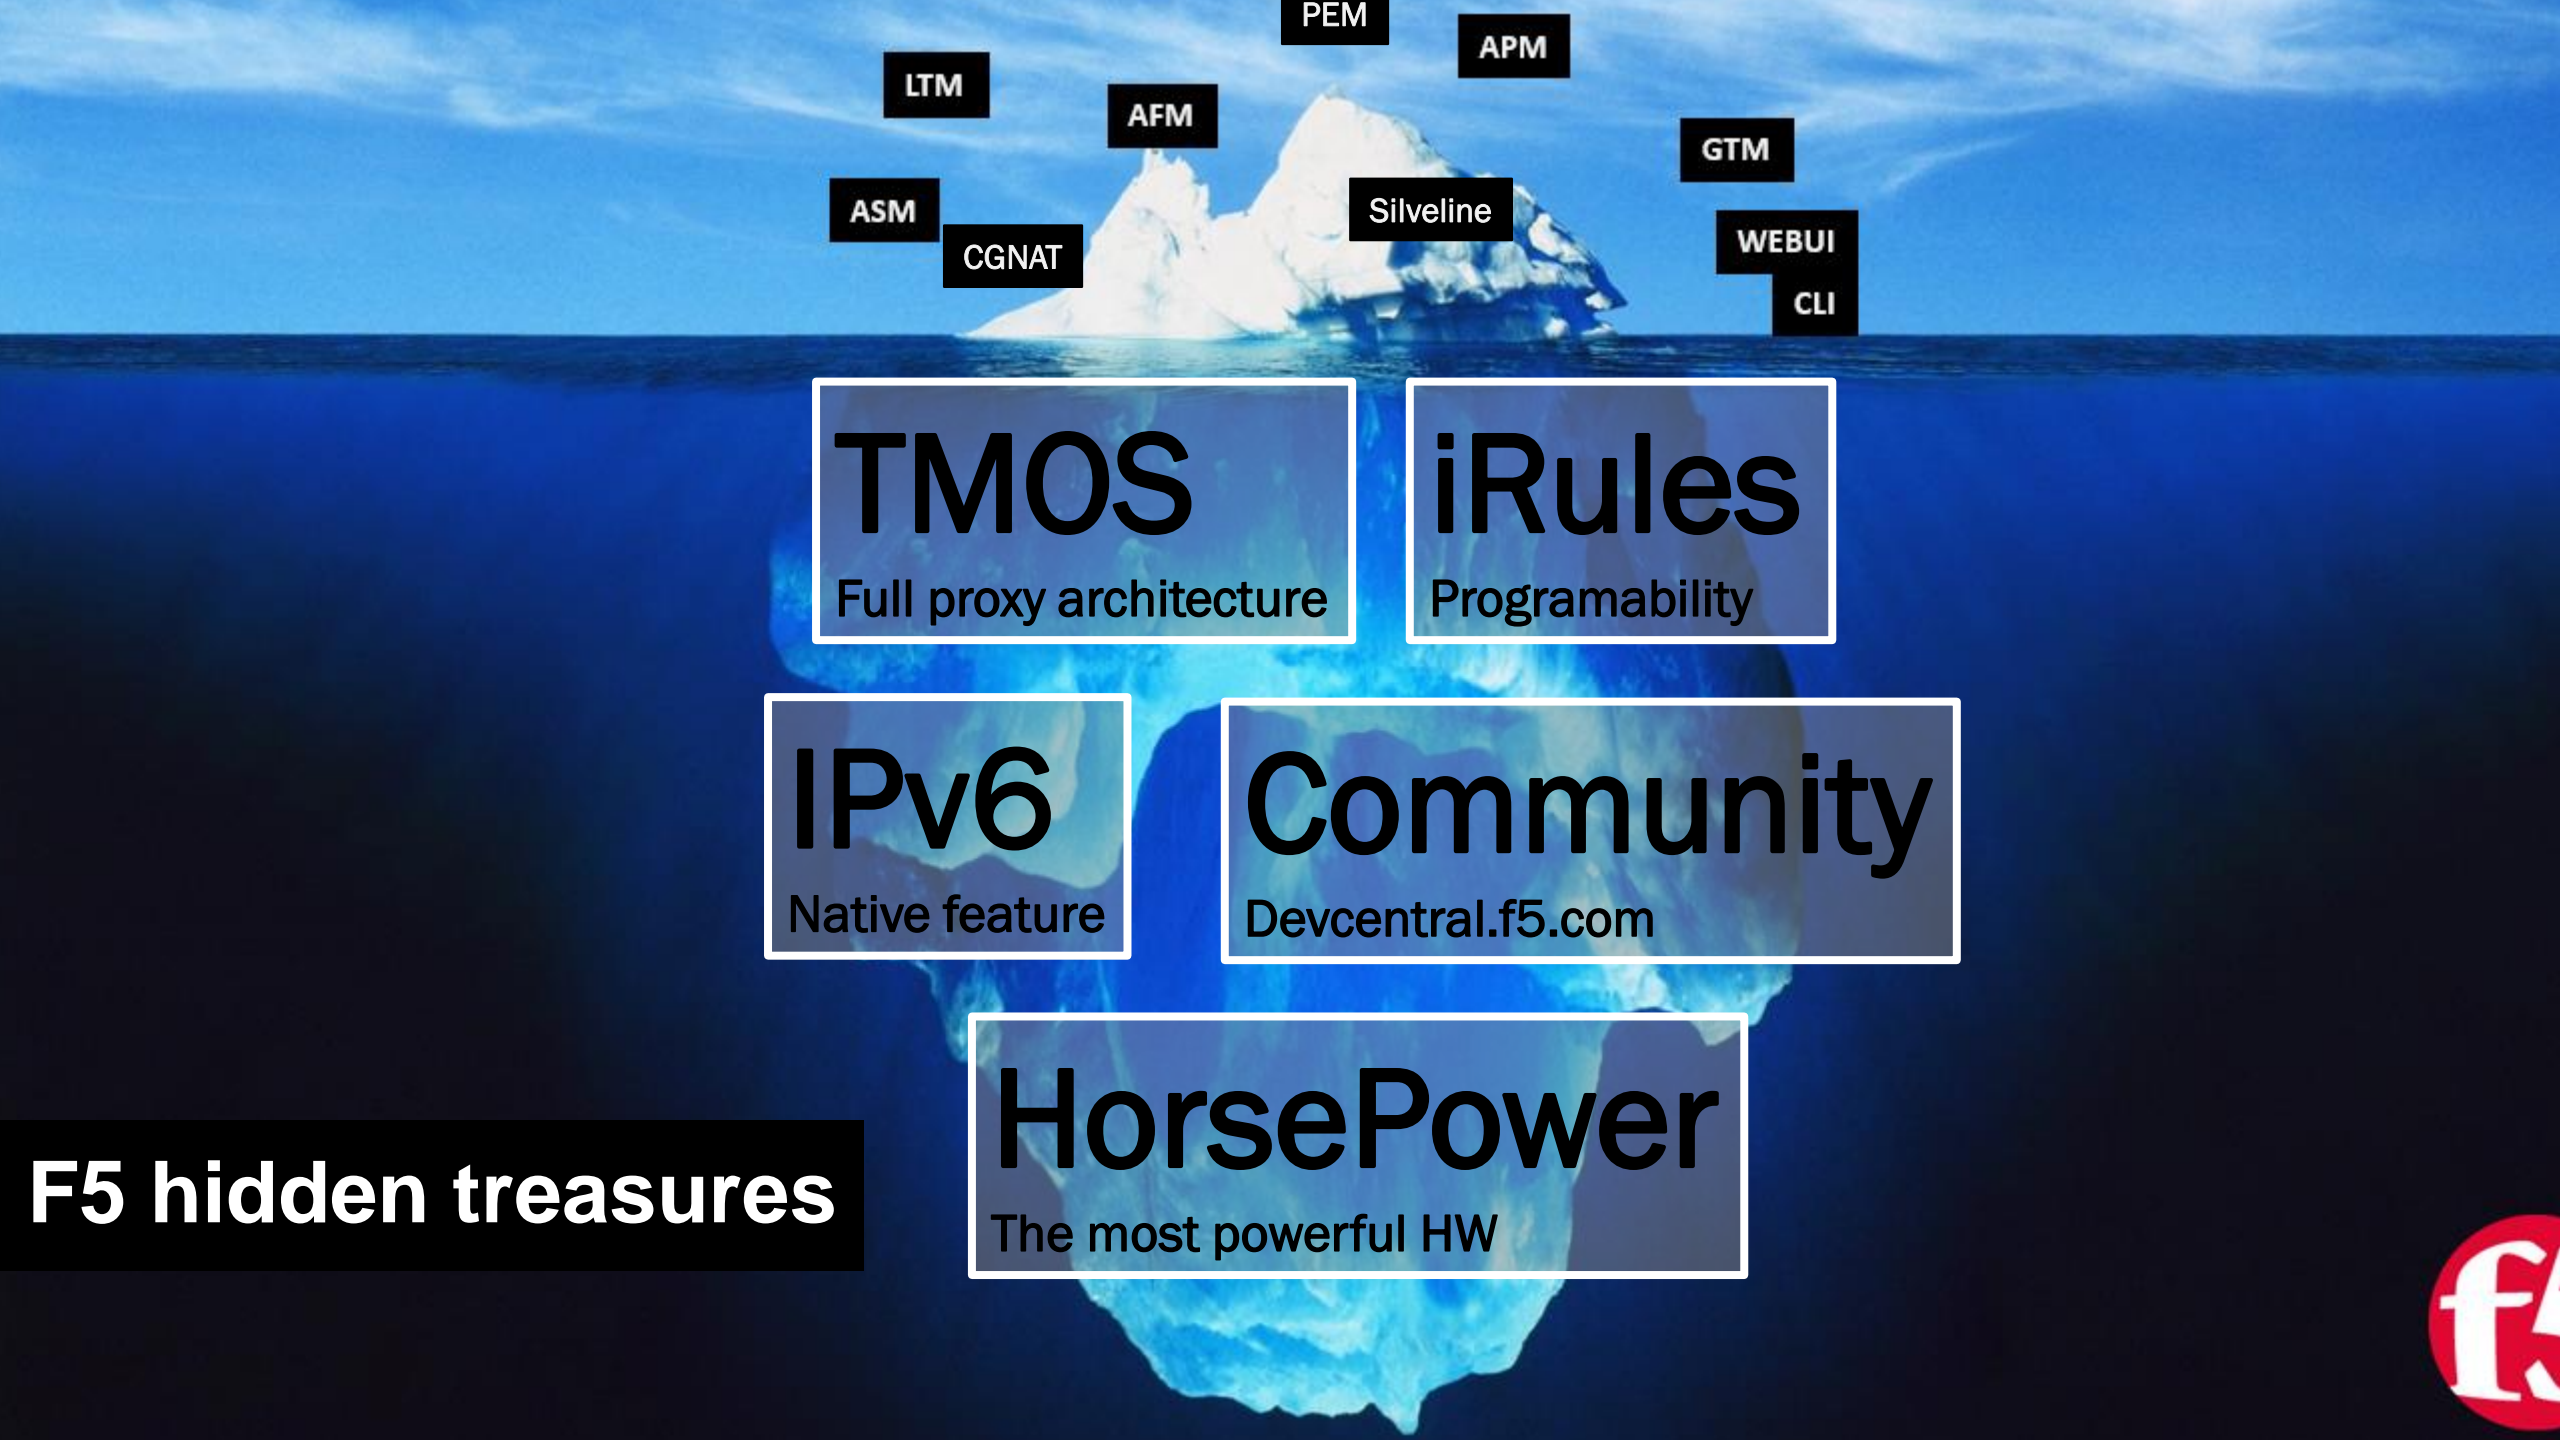 PEM
APM
LTM
AFM
GTM
ASM
Silveline
WEBUI
CGNAT
CLI
TMOS
Full proxy architecture
iRules
Programability
IPv6
Native feature
Community
Devcentral.f5.com
HorsePower
The most powerful HW
F5 hidden treasures
f5